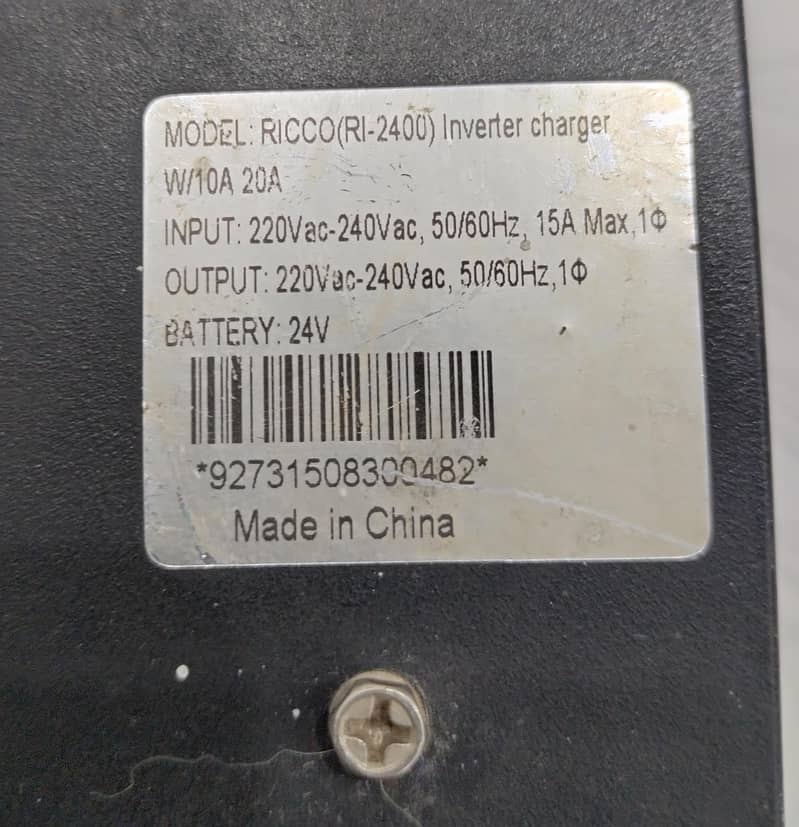 MODEL: RICCO(RI-2400) Inverter charger
W/10A 20A
INPUT: 220Vac-240Vac, 50/60Hz, 15A Max,1Φ
OUTPUT: 220Vac-240Vac, 50/60Hz,1Φ
BATTERY: 24V
*92731508300482*
Made in China